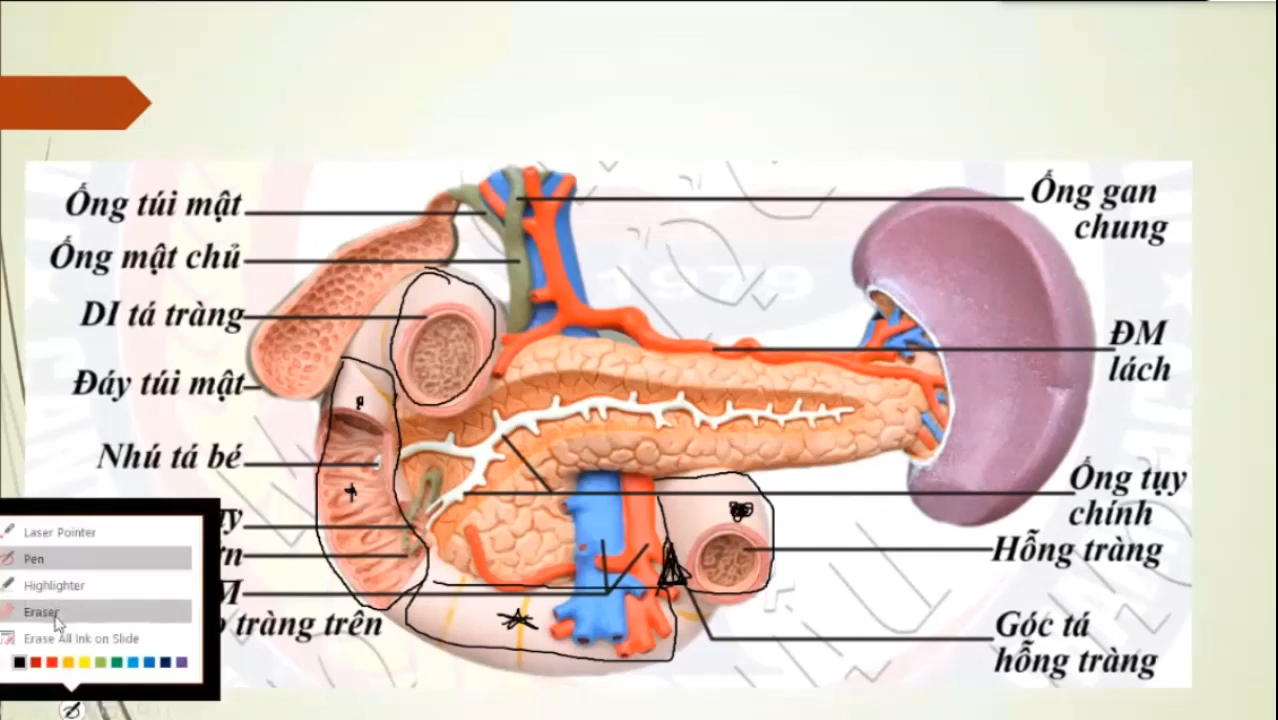 Ống túi mật
Ống mật chủ
DI tá tràng
Đáy túi mật
Nhú tá bé
tràng trên
Ống gan
chung
ĐM
lách
Ống tụy
chính
Hỗng tràng
Góc tá
hỗng tràng
1979
Laser Pointer
Pen
Highlighter
Eraser
Erase All Ink on Slide